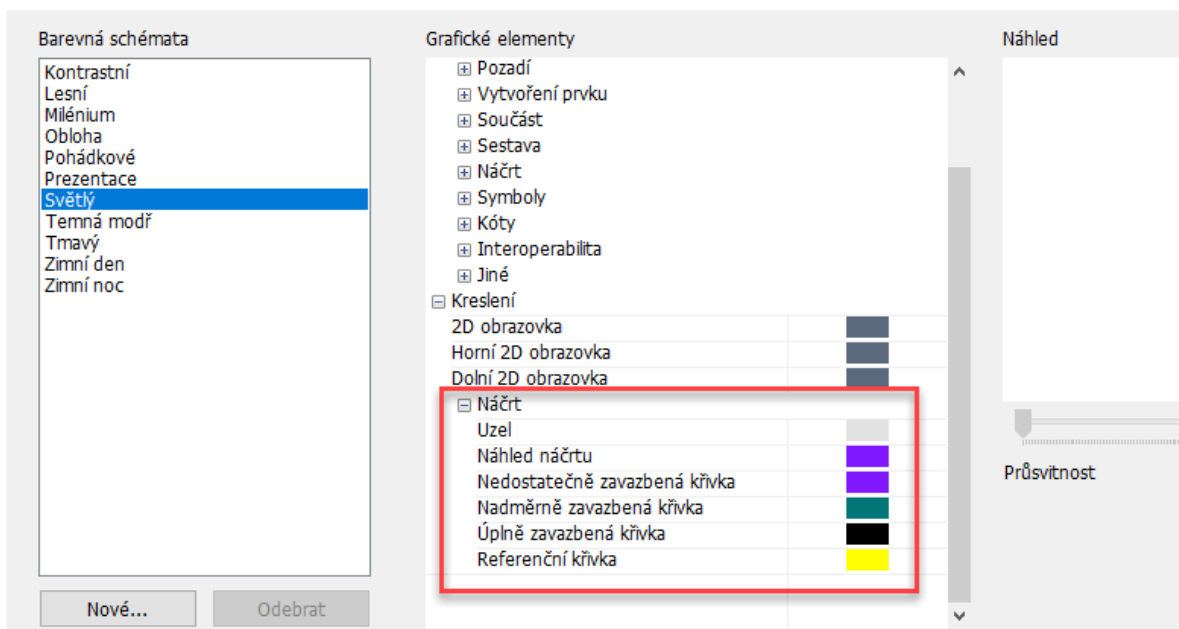 Barevná schémata
Kontrastní
Lesní
Milénium
Obloha
Pohádkové
Prezentace
Světlý
Temná modř
Tmavý
Zimní den
Zimní noc
Nové...
Odebrat
Grafické elementy
Pozadí
Vytvoření prvku
Součást
Sestava
Náčrt
Symboly
Kóty
Interoperabilita
Jiné
Kreslení
2D obrazovka
Horní 2D obrazovka
Dolní 2D obrazovka
Náčrt
Uzel
Náhled náčrtu
Nedostatečně zavazbená křivka
Nadměrně zavazbená křivka
Úplně zavazbená křivka
Referenční křivka
Náhled
Průsvitnost